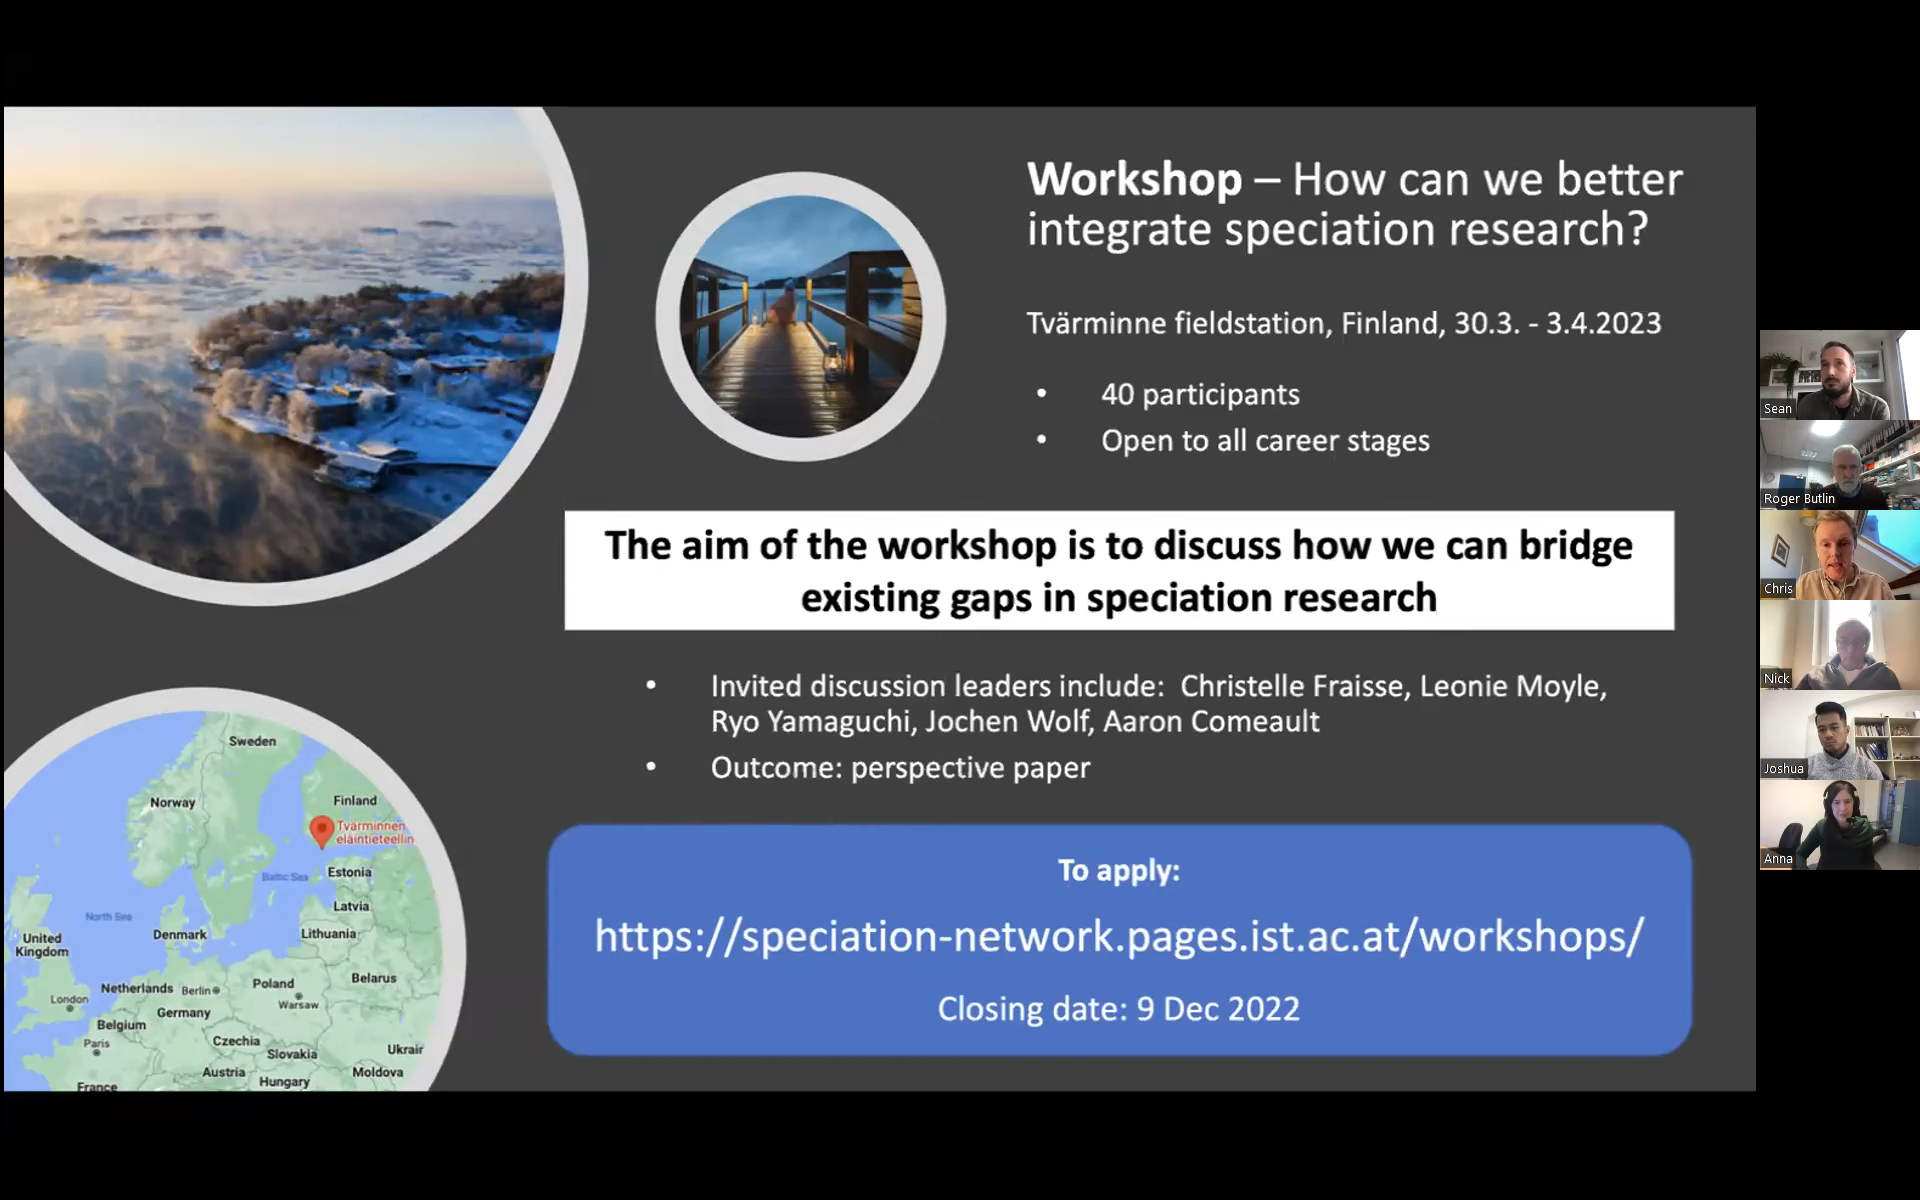 Workshop – How can we better
integrate speciation research?
Tvärminne fieldstation, Finland, 30.3. - 3.4.2023
• 40 participants
• Open to all career stages
The aim of the workshop is to discuss how we can bridge
existing gaps in speciation research
• Invited discussion leaders include: Christelle Fraisse, Leonie Moyle,
Ryo Yamaguchi, Jochen Wolf, Aaron Comeault
• Outcome: perspective paper
To apply:
https://speciation-network.pages.ist.ac.at/workshops/
Closing date: 9 Dec 2022
Sweden
Norway
Finland
Tvärminnen
eläintieteellin
Baltic Sea
Estonia
Latvia
North Sea
Denmark
Lithuania
United
Kingdom
Belarus
Netherlands
Berlin
Poland
London
Warsaw
Germany
Belgium
Paris
Czechia
Slovakia
Ukrair
Austria
Moldova
Hungary
France
Sean
Roger Butlin
Chris
Nick
Joshua
Anna